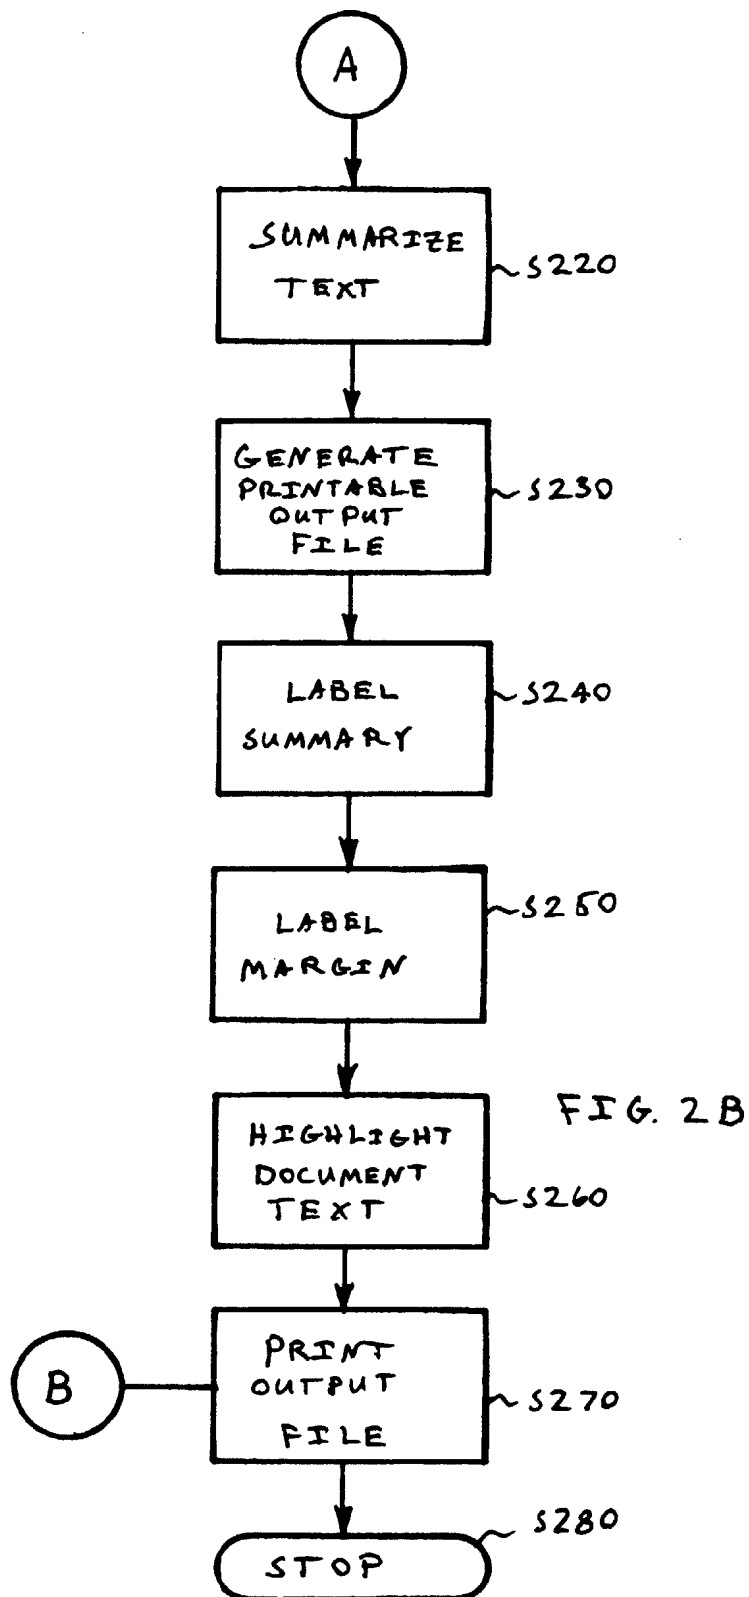 A
SUMMARIZE
TEXT
S220
GENERATE
PRINTABLE
OUTPUT
FILE
S230
LABEL
SUMMARY
S240
LABEL
MARGIN
S250
FIG. 2B
HIGHLIGHT
DOCUMENT
TEXT
S260
B
PRINT
OUTPUT
FILE
S270
STOP
S280